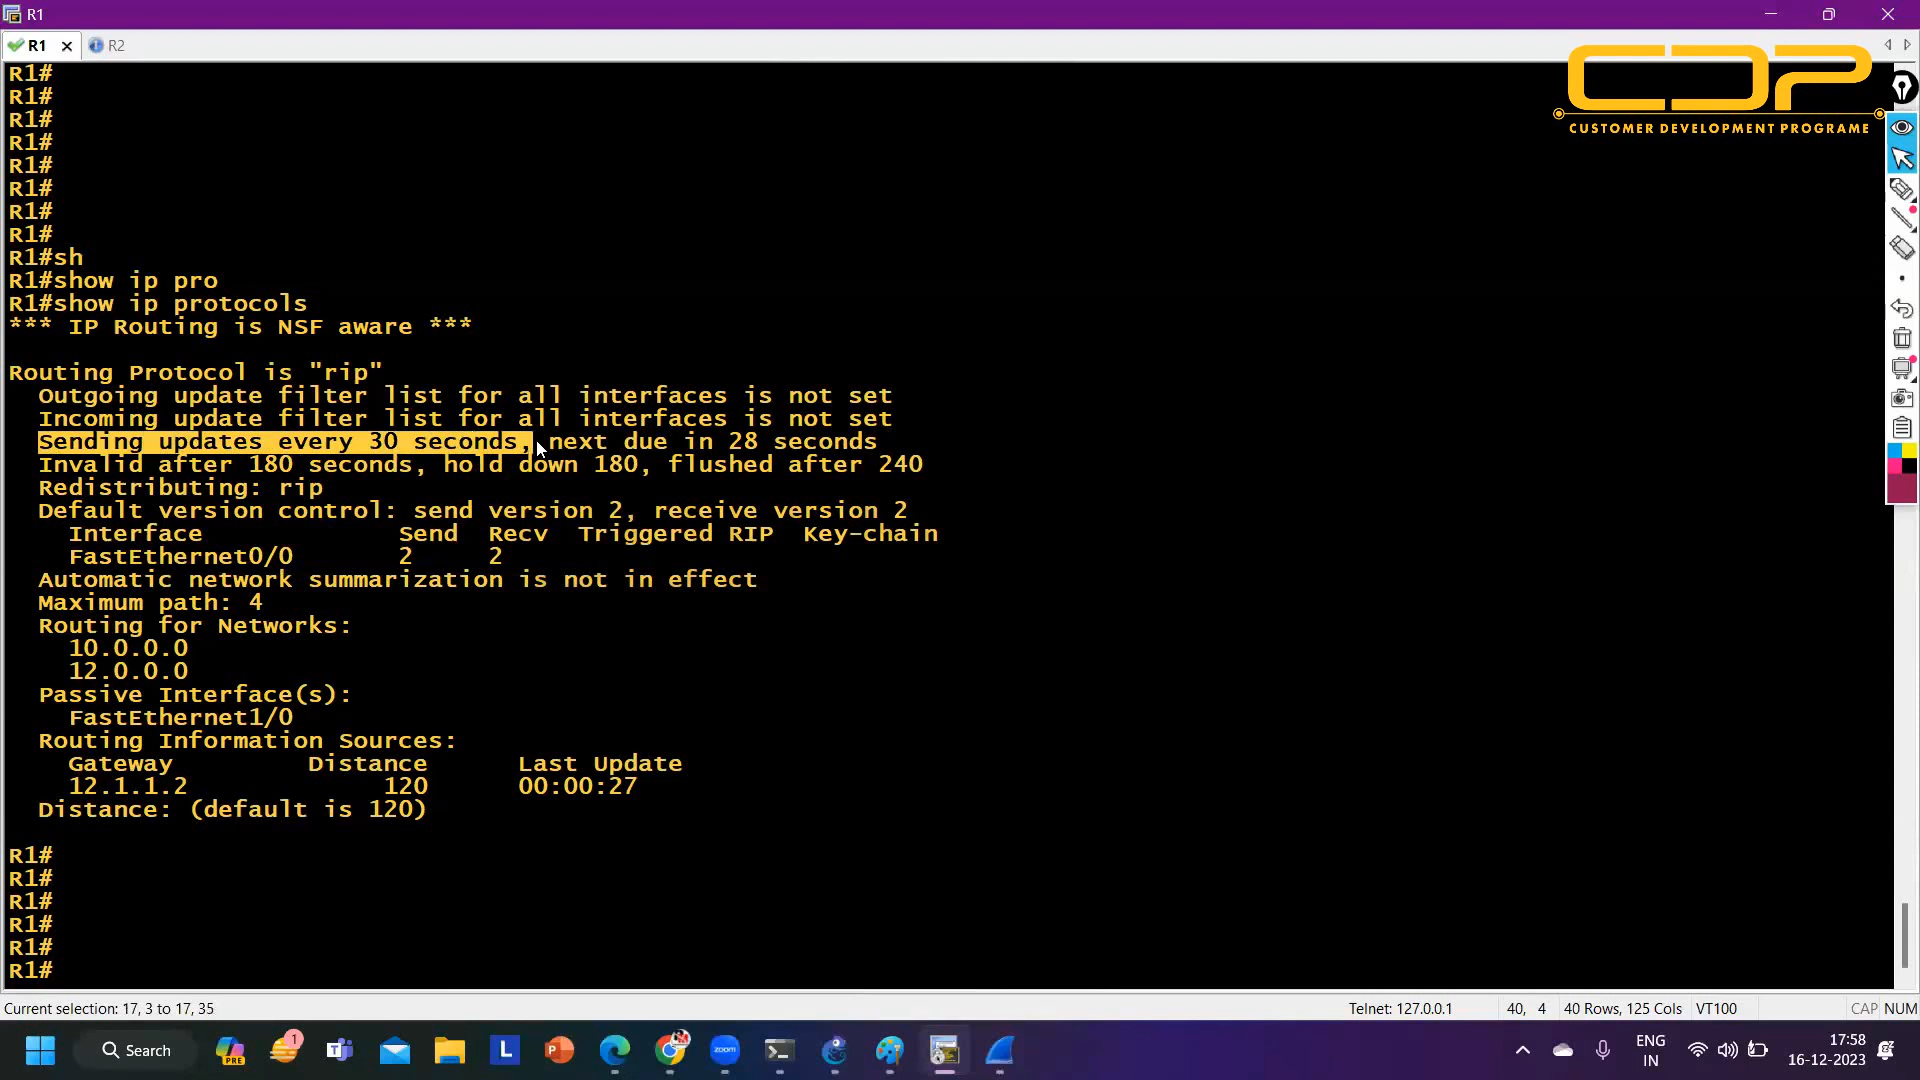 R1
R1
R2
CDP
CUSTOMER DEVELOPMENT PROGRAME
R1#
R1#
R1#
R1#
R1#
R1#
R1#
R1#
R1#sh
R1#show ip pro
R1#show ip protocols
*** IP Routing is NSF aware ***
Routing Protocol is "rip"
Outgoing update filter list for all interfaces is not set
Incoming update filter list for all interfaces is not set
Sending updates every 30 seconds, next due in 28 seconds
Invalid after 180 seconds, hold down 180, flushed after 240
Redistributing: rip
Default version control: send version 2, receive version 2
Interface Send Recv Triggered RIP Key-chain
FastEthernet0/0 2 2
Automatic network summarization is not in effect
Maximum path: 4
Routing for Networks:
10.0.0.0
12.0.0.0
Passive Interface(s):
FastEthernet1/0
Routing Information Sources:
Gateway Distance Last Update
12.1.1.2 120 00:00:27
Distance: (default is 120)
R1#
R1#
R1#
R1#
R1#
R1#
Current selection: 17, 3 to 17, 35
Telnet: 127.0.0.1 40, 4 40 Rows, 125 Cols VT100 CAP NUM
Search
PRE
1
L
zoom
ENG
IN
17:58
16-12-2023